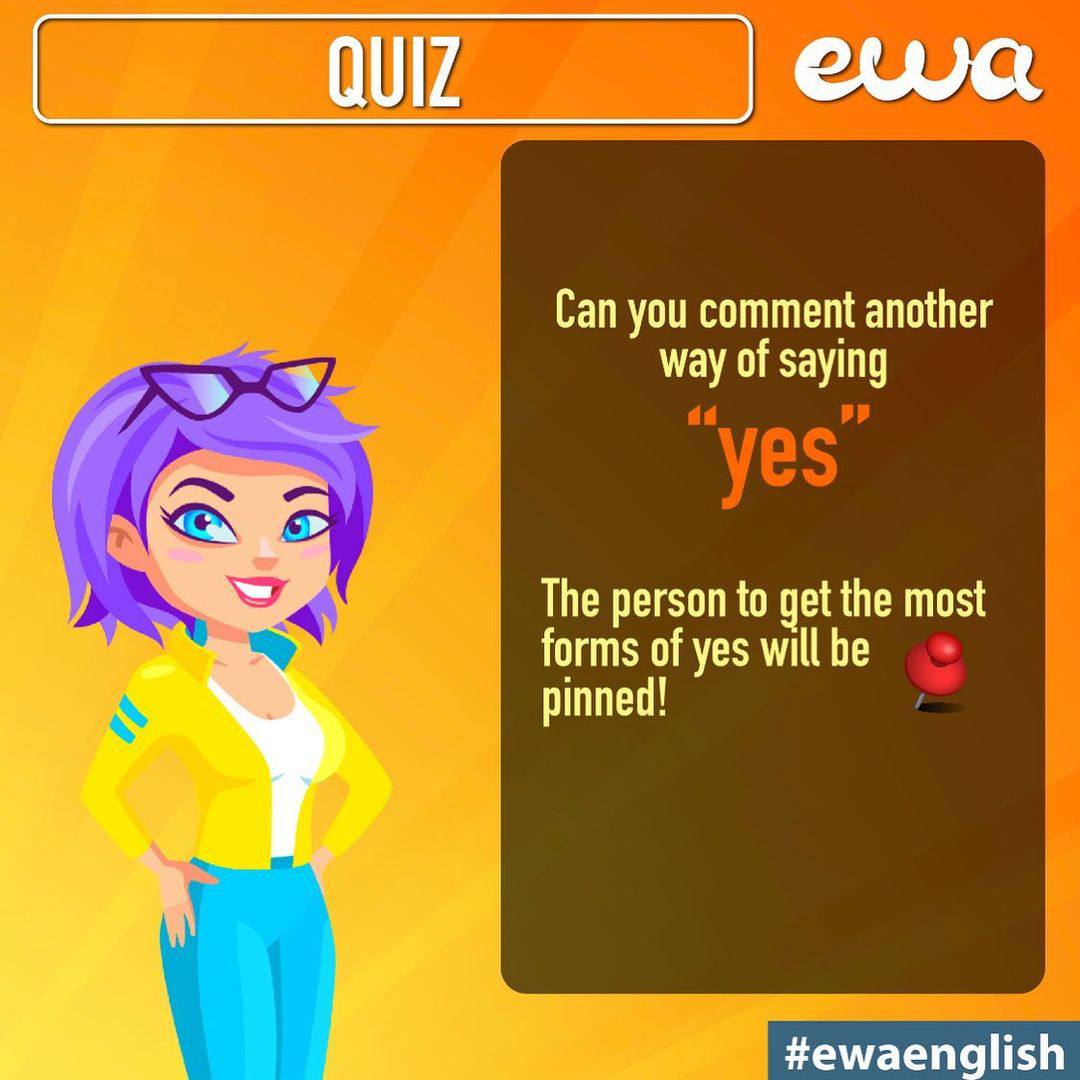 QUIZ
ewa
Can you comment another
way of saying
“yes”
The person to get the most
forms of yes will be
pinned!
#ewaenglish